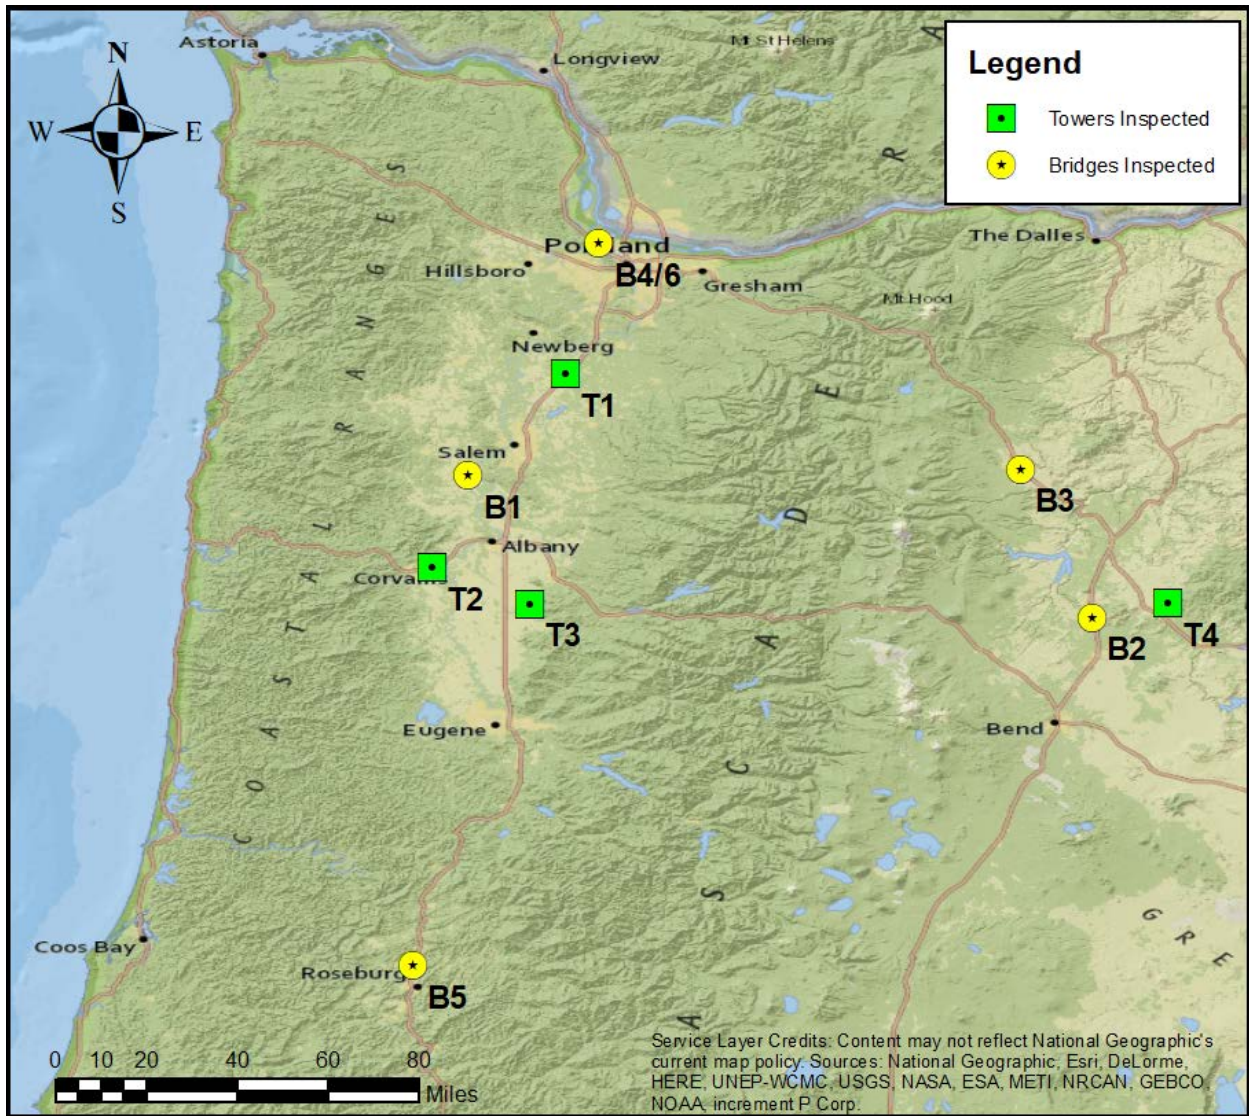 N
W E
S
Astoria
Longview
Mt St Helens
Legend
Towers Inspected
Bridges Inspected
Portland
B4/6
Hillsboro
Gresham
The Dalles
Mt Hood
Newberg
T1
Salem
B1
B3
Albany
Corvallis
T2
T3
T4
B2
Eugene
Bend
Coos Bay
Roseburg
B5
C O A S T A L R A N G E S
C A S C A D E R A
G R E
0 10 20 40 60 80
Miles
Service Layer Credits: Content may not reflect National Geographic's
current map policy. Sources: National Geographic, Esri, DeLorme,
HERE, UNEP-WCMC, USGS, NASA, ESA, METI, NRCAN, GEBCO,
NOAA, increment P Corp.